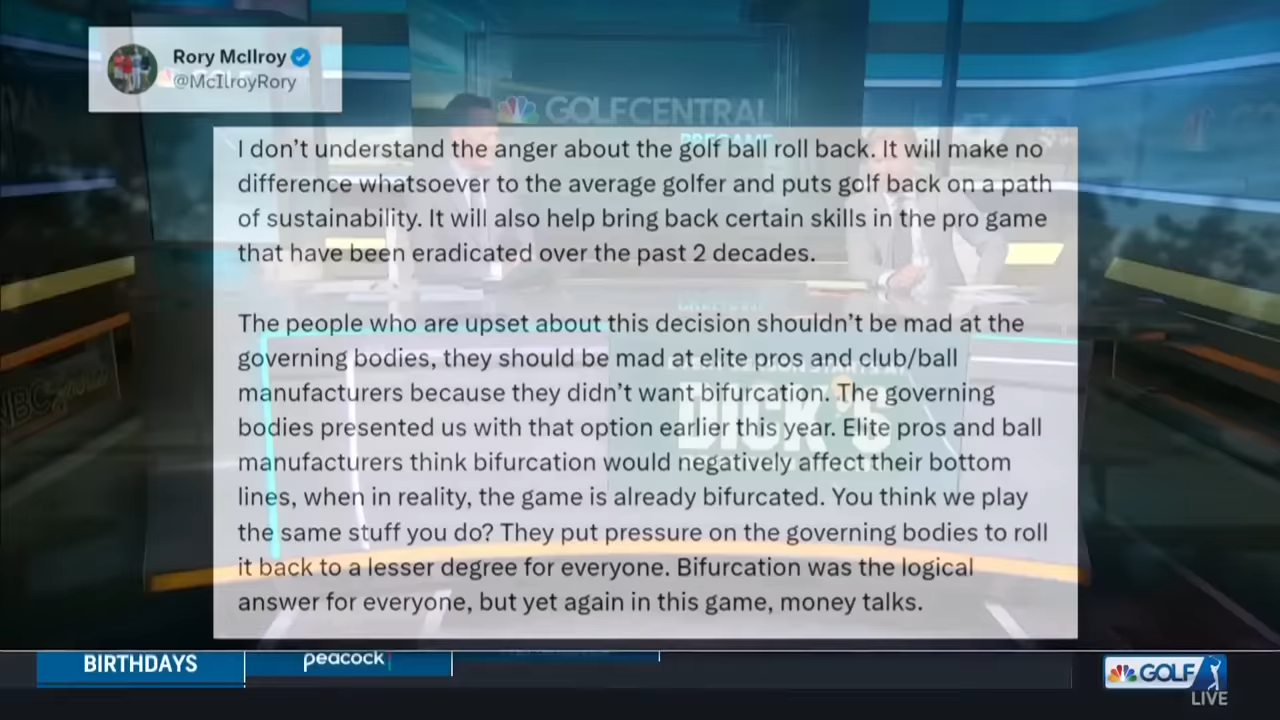 Rory McIlroy
@McIlroyRory
GOLFCENTRAL
PREGAME
I don't understand the anger about the golf ball roll back. It will make no
difference whatsoever to the average golfer and puts golf back on a path
of sustainability. It will also help bring back certain skills in the pro game
that have been eradicated over the past 2 decades.
The people who are upset about this decision shouldn't be mad at the
governing bodies, they should be mad at elite pros and club/ball
manufacturers because they didn't want bifurcation. The governing
bodies presented us with that option earlier this year. Elite pros and ball
manufacturers think bifurcation would negatively affect their bottom
lines, when in reality, the game is already bifurcated. You think we play
the same stuff you do? They put pressure on the governing bodies to roll
it back to a lesser degree for everyone. Bifurcation was the logical
answer for everyone, but yet again in this game, money talks.
DICK'S
NBC Sports
BIRTHDAYS
peacock
GOLF
LIVE